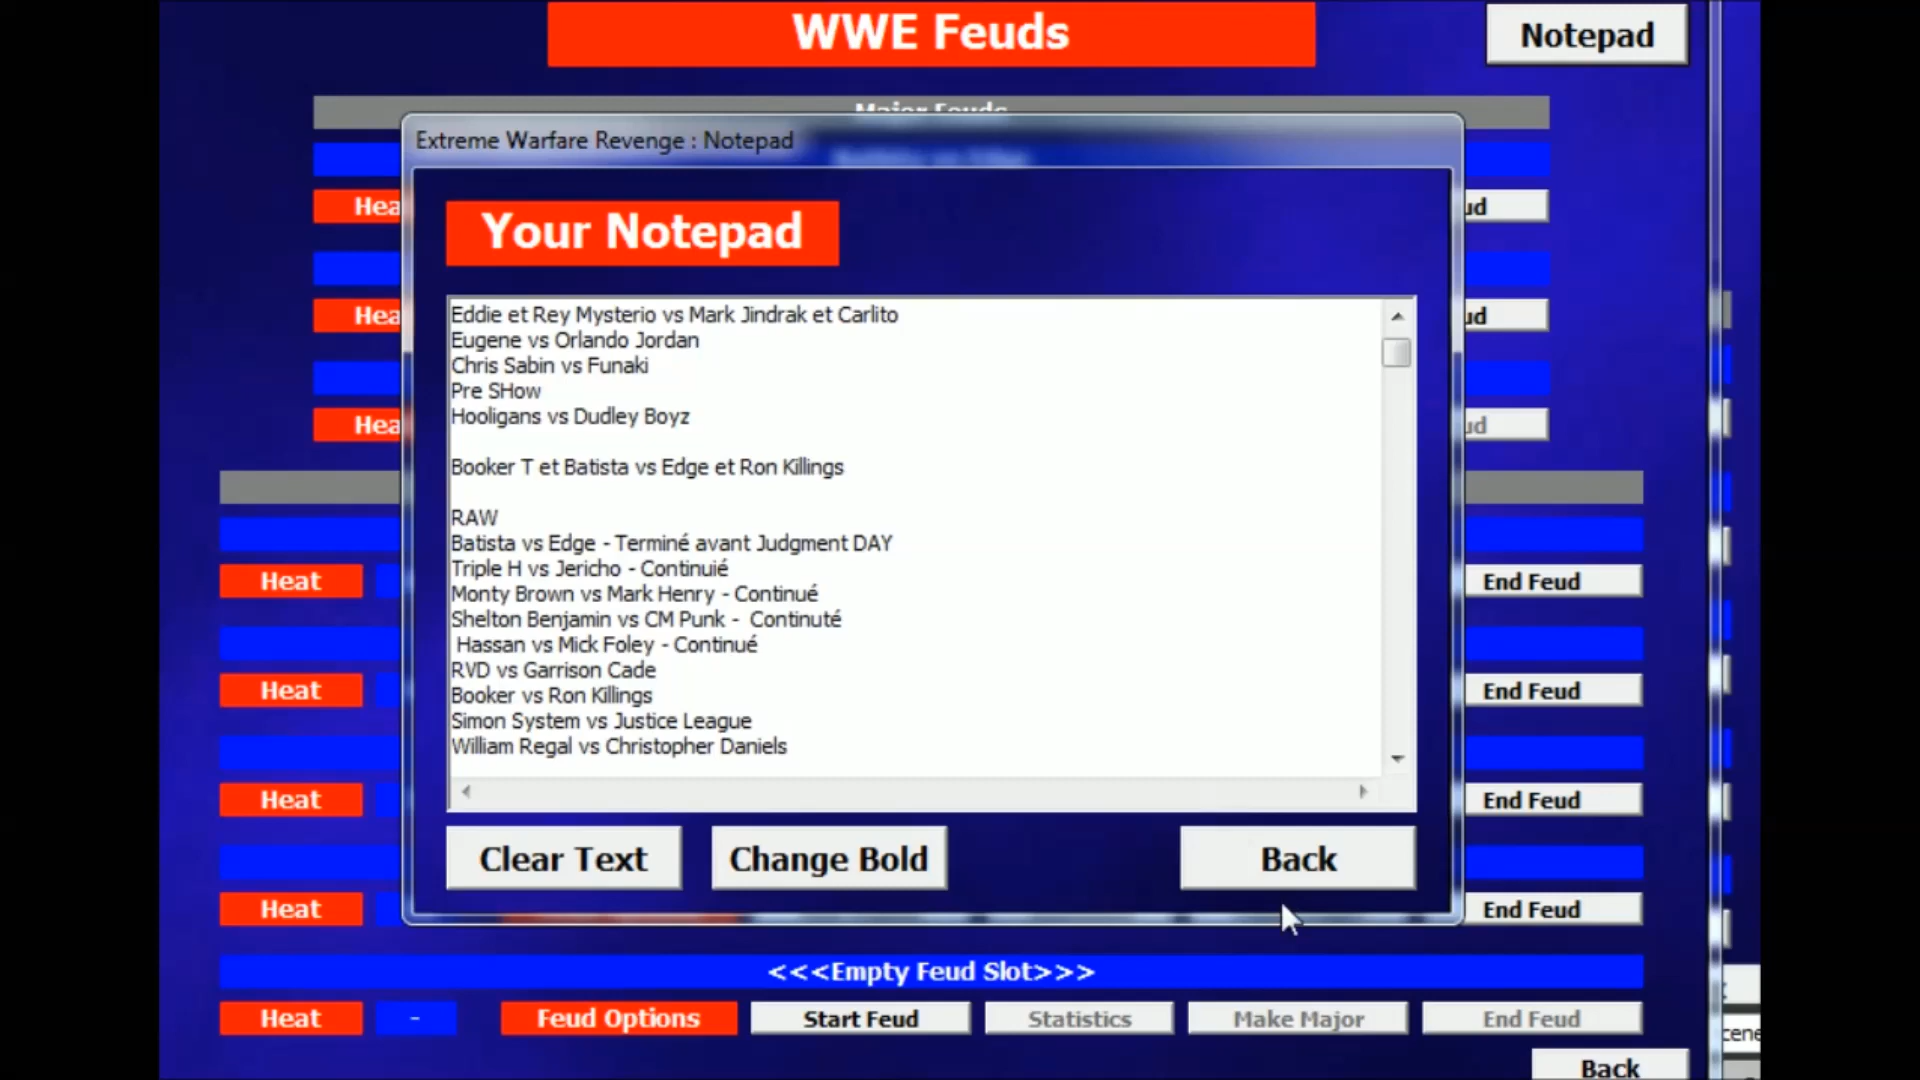 WWE Feuds
Notepad
Major Feuds
Extreme Warfare Revenge : Notepad
Batista vs Edge
Your Notepad
Eddie et Rey Mysterio vs Mark Jindrak et Carlito
Eugene vs Orlando Jordan
Chris Sabin vs Funaki
Pre SHow
Hooligans vs Dudley Boyz
Booker T et Batista vs Edge et Ron Killings
RAW
Batista vs Edge - Terminé avant Judgment DAY
Triple H vs Jericho - Continuié
Monty Brown vs Mark Henry - Continué
Shelton Benjamin vs CM Punk -  Continuté
Hassan vs Mick Foley - Continué
RVD vs Garrison Cade
Booker vs Ron Killings
Simon System vs Justice League
William Regal vs Christopher Daniels
Clear Text Change Bold Back
Hea ud
Hea ud
Hea ud
Heat End Feud
Heat End Feud
Heat End Feud
Heat End Feud
<<<Empty Feud Slot>>>
Heat - Feud Options Start Feud Statistics Make Major End Feud
cene
Back